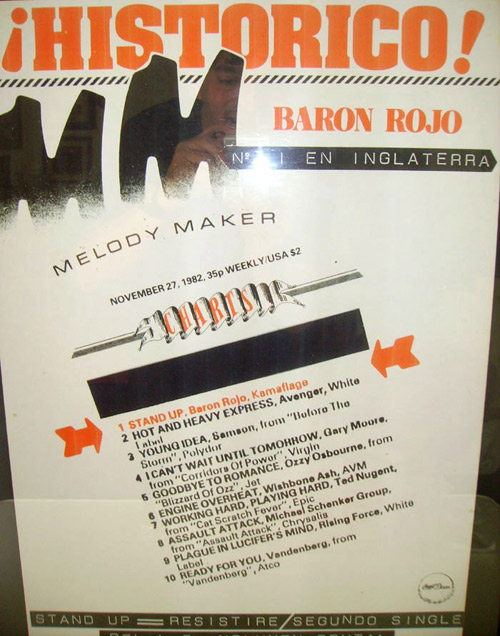 ¡HISTORICO!
BARON ROJO
Nº 1 EN INGLATERRA
MM
MELODY MAKER
NOVEMBER 27, 1982, 35p WEEKLY/USA $2
CHARTS
1 STAND UP, Baron Rojo, Kamaflage
2 HOT AND HEAVY EXPRESS, Avenger, White
Label
3 YOUNG IDEA, Samson, from "Before The
Storm", Polydor
4 I CAN'T WAIT UNTIL TOMORROW, Gary Moore,
from "Corridors Of Power", Virgin
5 GOODBYE TO ROMANCE, Ozzy Osbourne, from
"Blizzard Of Ozz", Jet
6 ENGINE OVERHEAT, Wishbone Ash, AVM
7 WORKING HARD, PLAYING HARD, Ted Nugent,
from "Cat Scratch Fever", Epic
8 ASSAULT ATTACK, Michael Schenker Group,
from "Assault Attack", Chrysalis
9 PLAGUE IN LUCIFER'S MIND, Rising Force, White
Label
10 READY FOR YOU, Vandenberg, from
"Vandenberg", Atco
STAND UP = RESISTIRE/SEGUNDO SINGLE